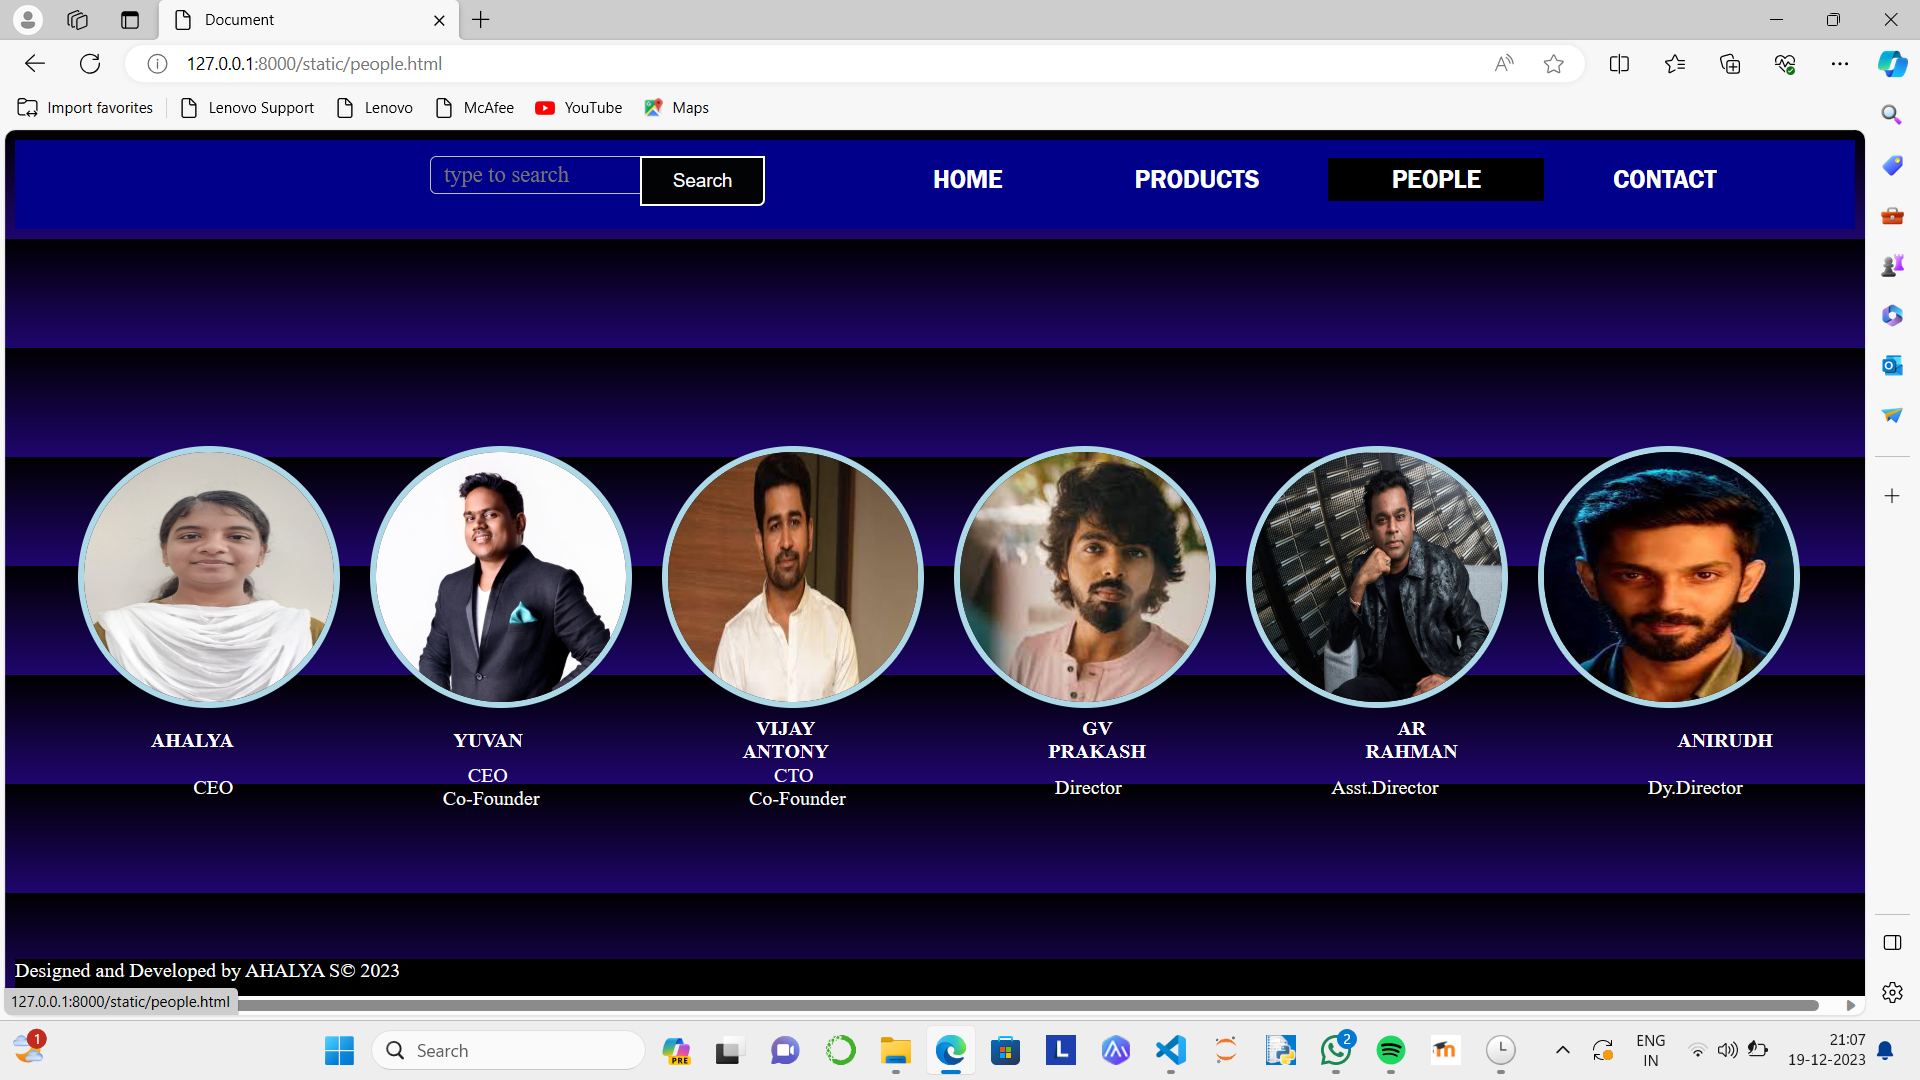 Document
127.0.0.1:8000/static/people.html
Import favorites
Lenovo Support
Lenovo
McAfee
YouTube
Maps
type to search
Search
HOME
PRODUCTS
PEOPLE
CONTACT
AHALYA
YUVAN
VIJAY
ANTONY
GV
PRAKASH
AR
RAHMAN
ANIRUDH
CEO
CEO
Co-Founder
CTO
Co-Founder
Director
Asst.Director
Dy.Director
Designed and Developed by AHALYA S© 2023
127.0.0.1:8000/static/people.html
1
Search
PRE
L
2
ENG
IN
21:07
19-12-2023